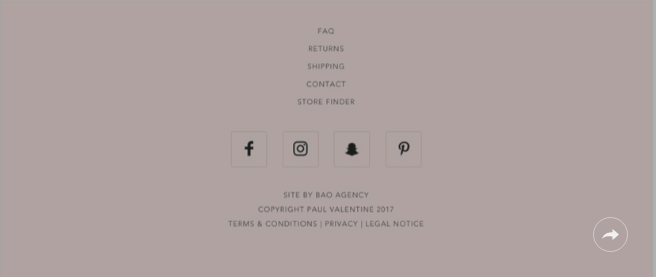 FAQ
RETURNS
SHIPPING
CONTACT
STORE FINDER
SITE BY BAO AGENCY
COPYRIGHT PAUL VALENTINE 2017
TERMS & CONDITIONS | PRIVACY | LEGAL NOTICE